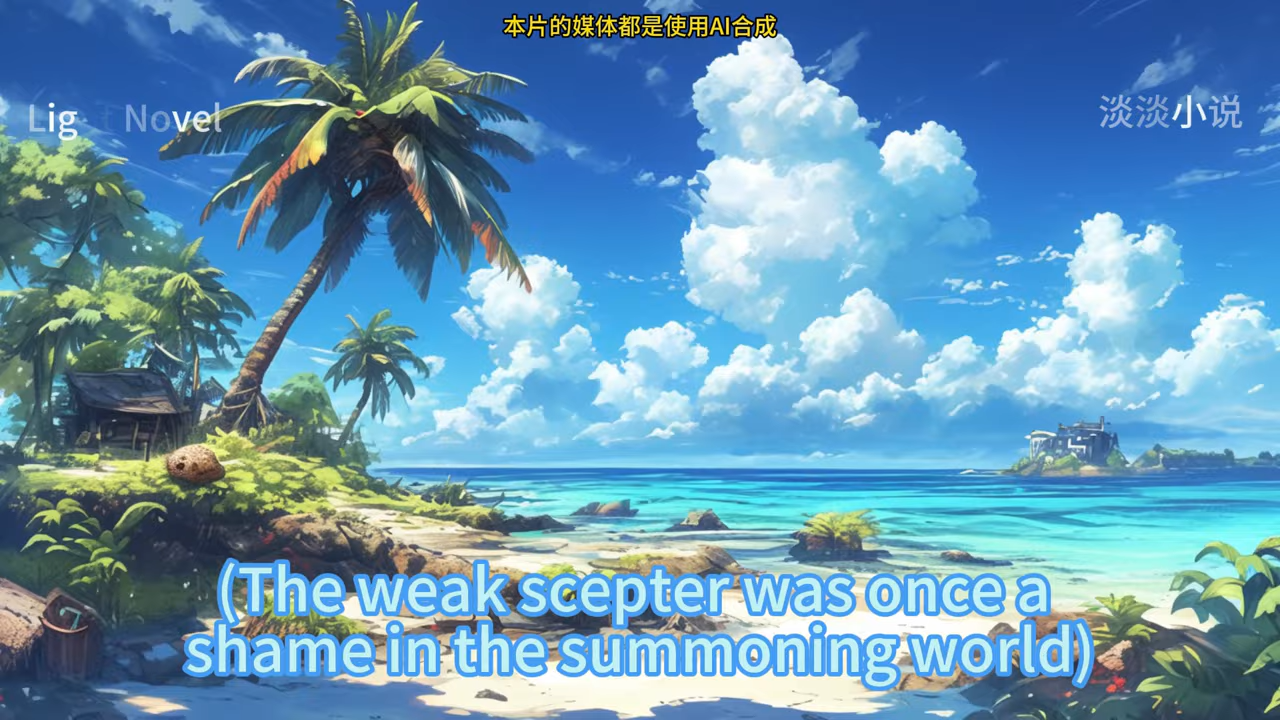 本片的媒体都是使用AI合成
Light Novel
淡淡小说
(The weak scepter was once a
shame in the summoning world)